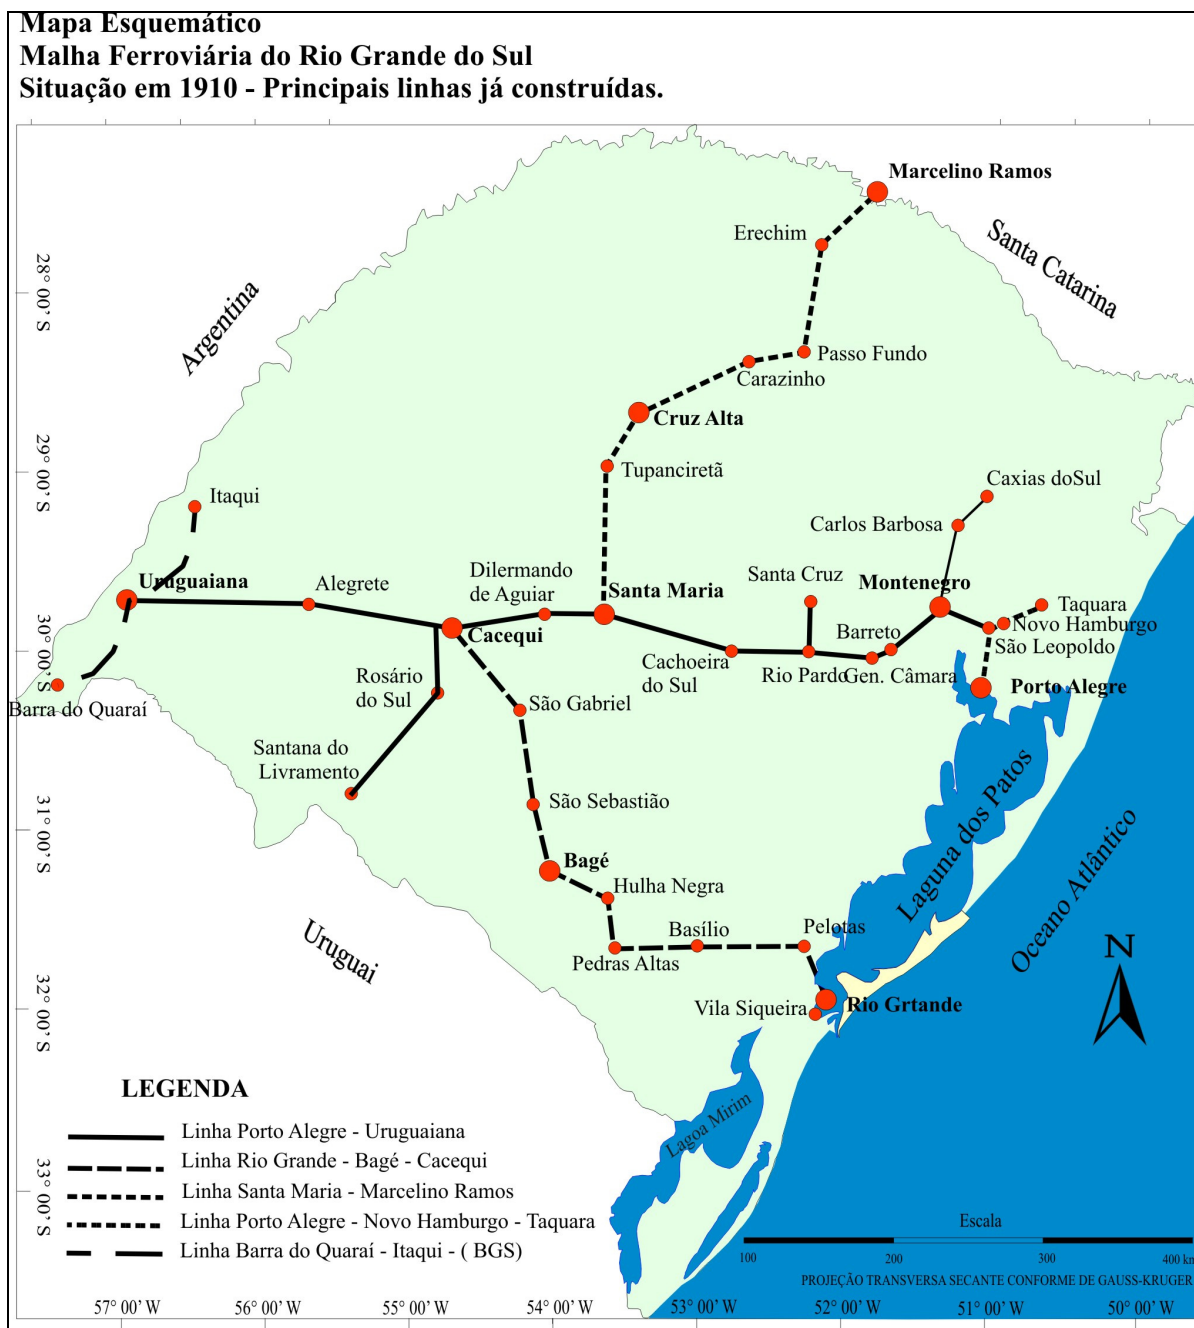 Mapa Esquemático
Malha Ferroviária do Rio Grande do Sul
Situação em 1910 - Principais linhas já construídas.
Marcelino Ramos
Erechim
Santa Catarina
Argentina
28° 00' S
Passo Fundo
Carazinho
Cruz Alta
Tupanciretã
29° 00' S
Caxias doSul
Itaqui
Carlos Barbosa
Uruguaiana
Alegrete
Dilermando
de Aguiar
Santa Maria
Santa Cruz
Montenegro
Taquara
Novo Hamburgo
São Leopoldo
Cacequi
Barreto
30° 00' S
Cachoeira
do Sul
Rio Pardo
Gen. Câmara
Rosário
do Sul
Porto Alegre
Barra do Quaraí
São Gabriel
Santana do
Livramento
São Sebastião
31° 00' S
Laguna dos Patos
Oceano Atlântico
Bagé
Hulha Negra
Uruguai
Basílio
Pelotas
Pedras Altas
N
Vila Siqueira
Rio Grtande
32° 00' S
LEGENDA
Lagoa Mirim
Linha Porto Alegre - Uruguaiana
Linha Rio Grande - Bagé - Cacequi
Linha Santa Maria - Marcelino Ramos
Linha Porto Alegre - Novo Hamburgo - Taquara
Linha Barra do Quaraí - Itaqui - ( BGS)
33° 00' S
Escala
100 200 300 400 km
PROJEÇÃO TRANSVERSA SECANTE CONFORME DE GAUSS-KRUGER
57° 00' W 56° 00' W 55° 00' W 54° 00' W 53° 00' W 52° 00' W 51° 00' W 50° 00' W